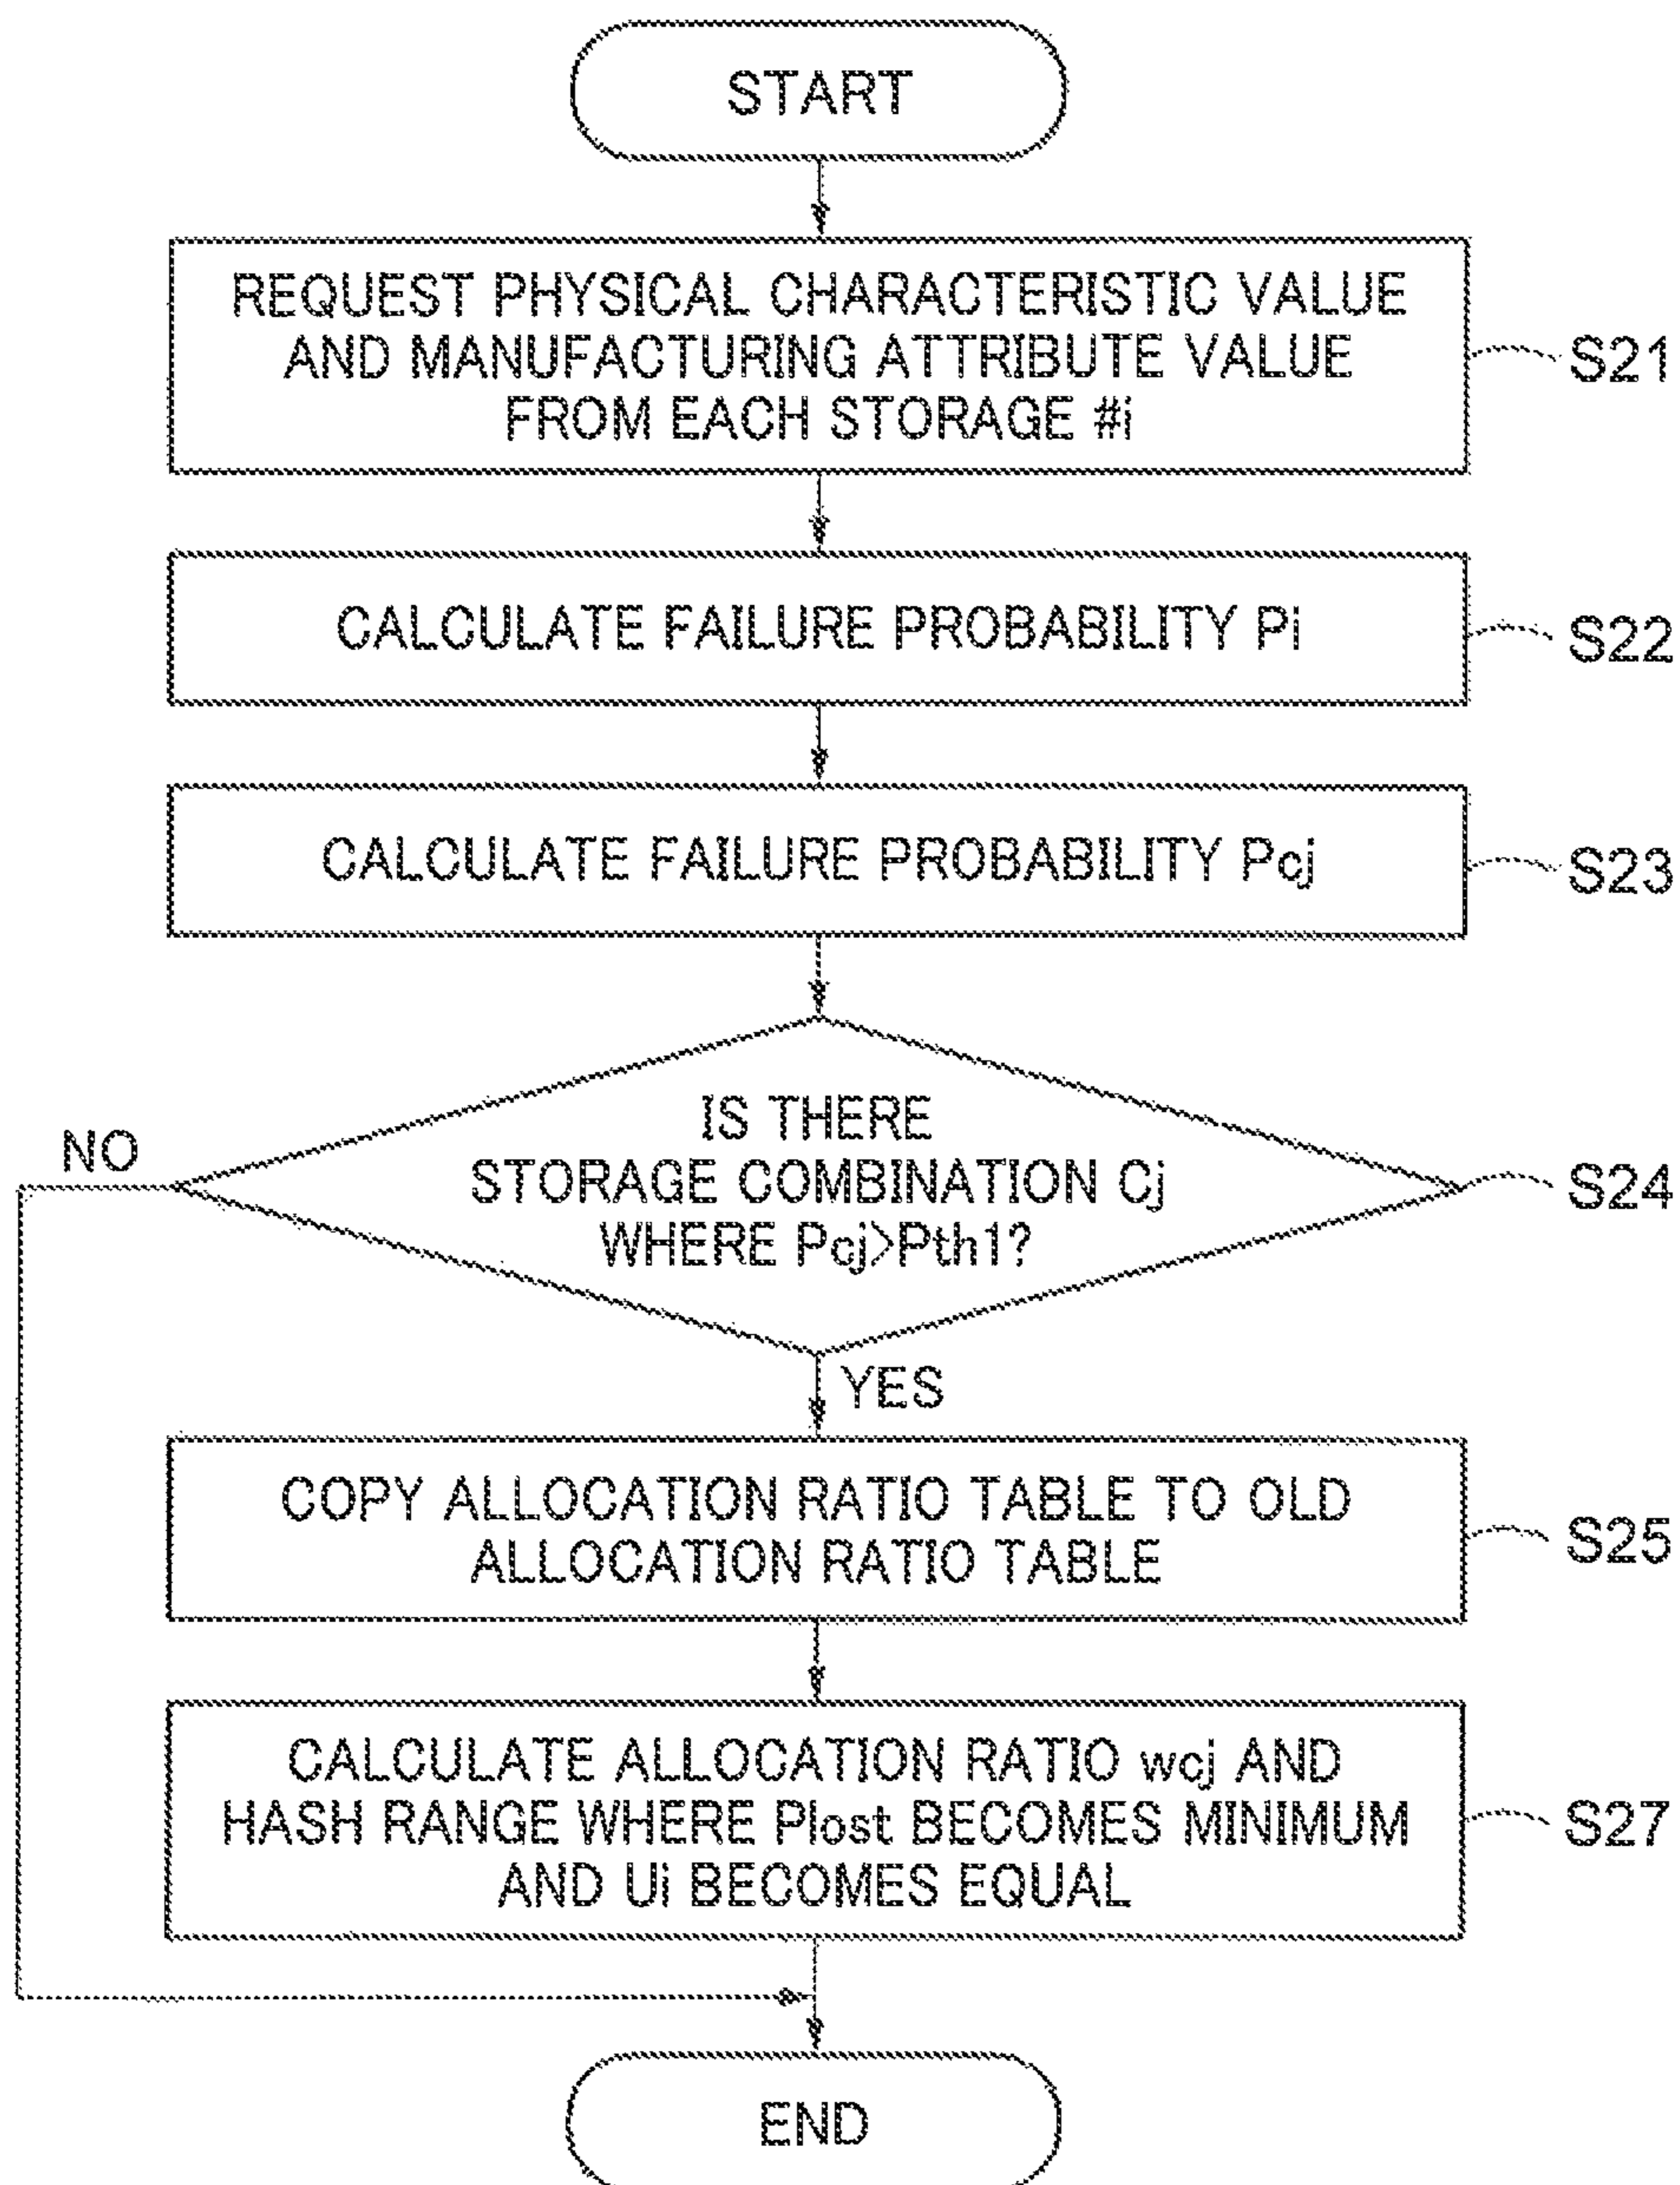 START
REQUEST PHYSICAL CHARACTERISTIC VALUE
AND MANUFACTURING ATTRIBUTE VALUE
FROM EACH STORAGE #i
S21
CALCULATE FAILURE PROBABILITY Pi
S22
CALCULATE FAILURE PROBABILITY Pcj
S23
IS THERE
STORAGE COMBINATION Cj
WHERE Pcj>Pth1?
S24
NO
YES
COPY ALLOCATION RATIO TABLE TO OLD
ALLOCATION RATIO TABLE
S25
CALCULATE ALLOCATION RATIO wcj AND
HASH RANGE WHERE Plost BECOMES MINIMUM
AND Ui BECOMES EQUAL
S27
END